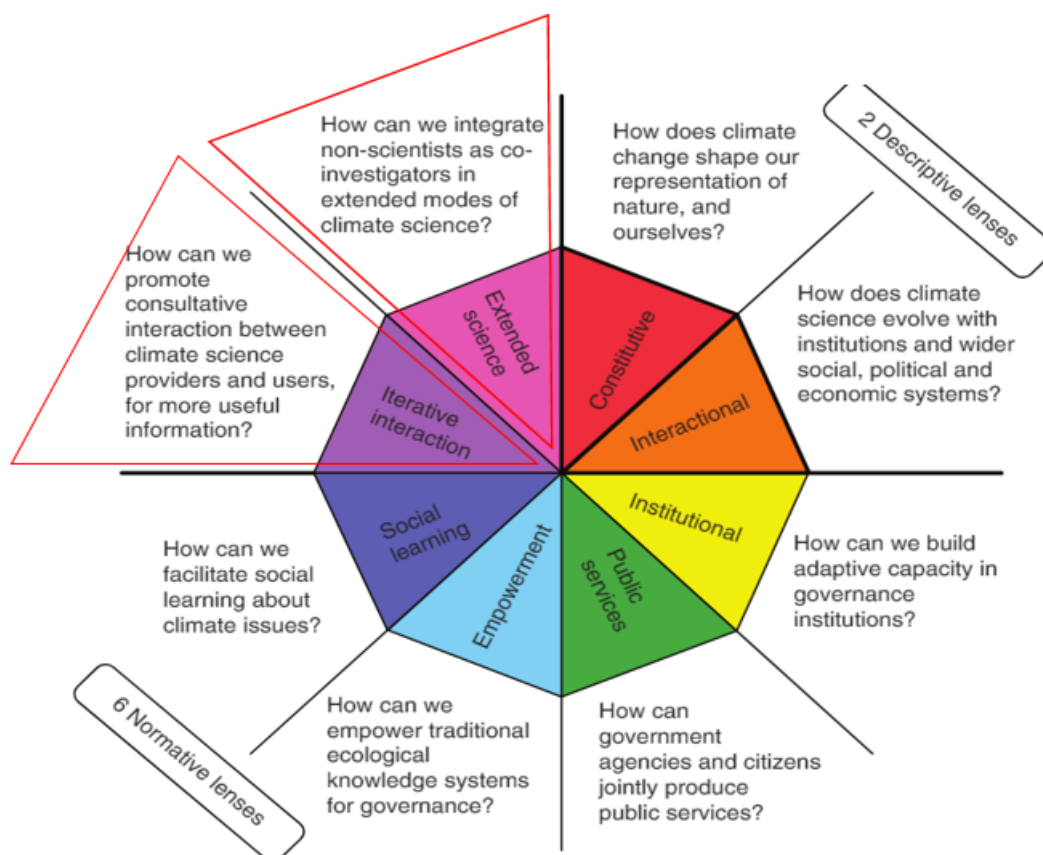 How can we integrate
non-scientists as co-
investigators in
extended modes of
climate science?
How does climate
change shape our
representation of
nature, and
ourselves?
2 Descriptive lenses
How can we
promote
consultative
interaction between
climate science
providers and users,
for more useful
information?
Extended
science
Constitutive
How does climate
science evolve with
institutions and wider
social, political and
economic systems?
Iterative
interaction
Interactional
Social
learning
Empowerment
Public
services
Institutional
How can we
facilitate social
learning about
climate issues?
How can we build
adaptive capacity in
governance
institutions?
6 Normative lenses
How can we
empower traditional
ecological
knowledge systems
for governance?
How can
government
agencies and citizens
jointly produce
public services?